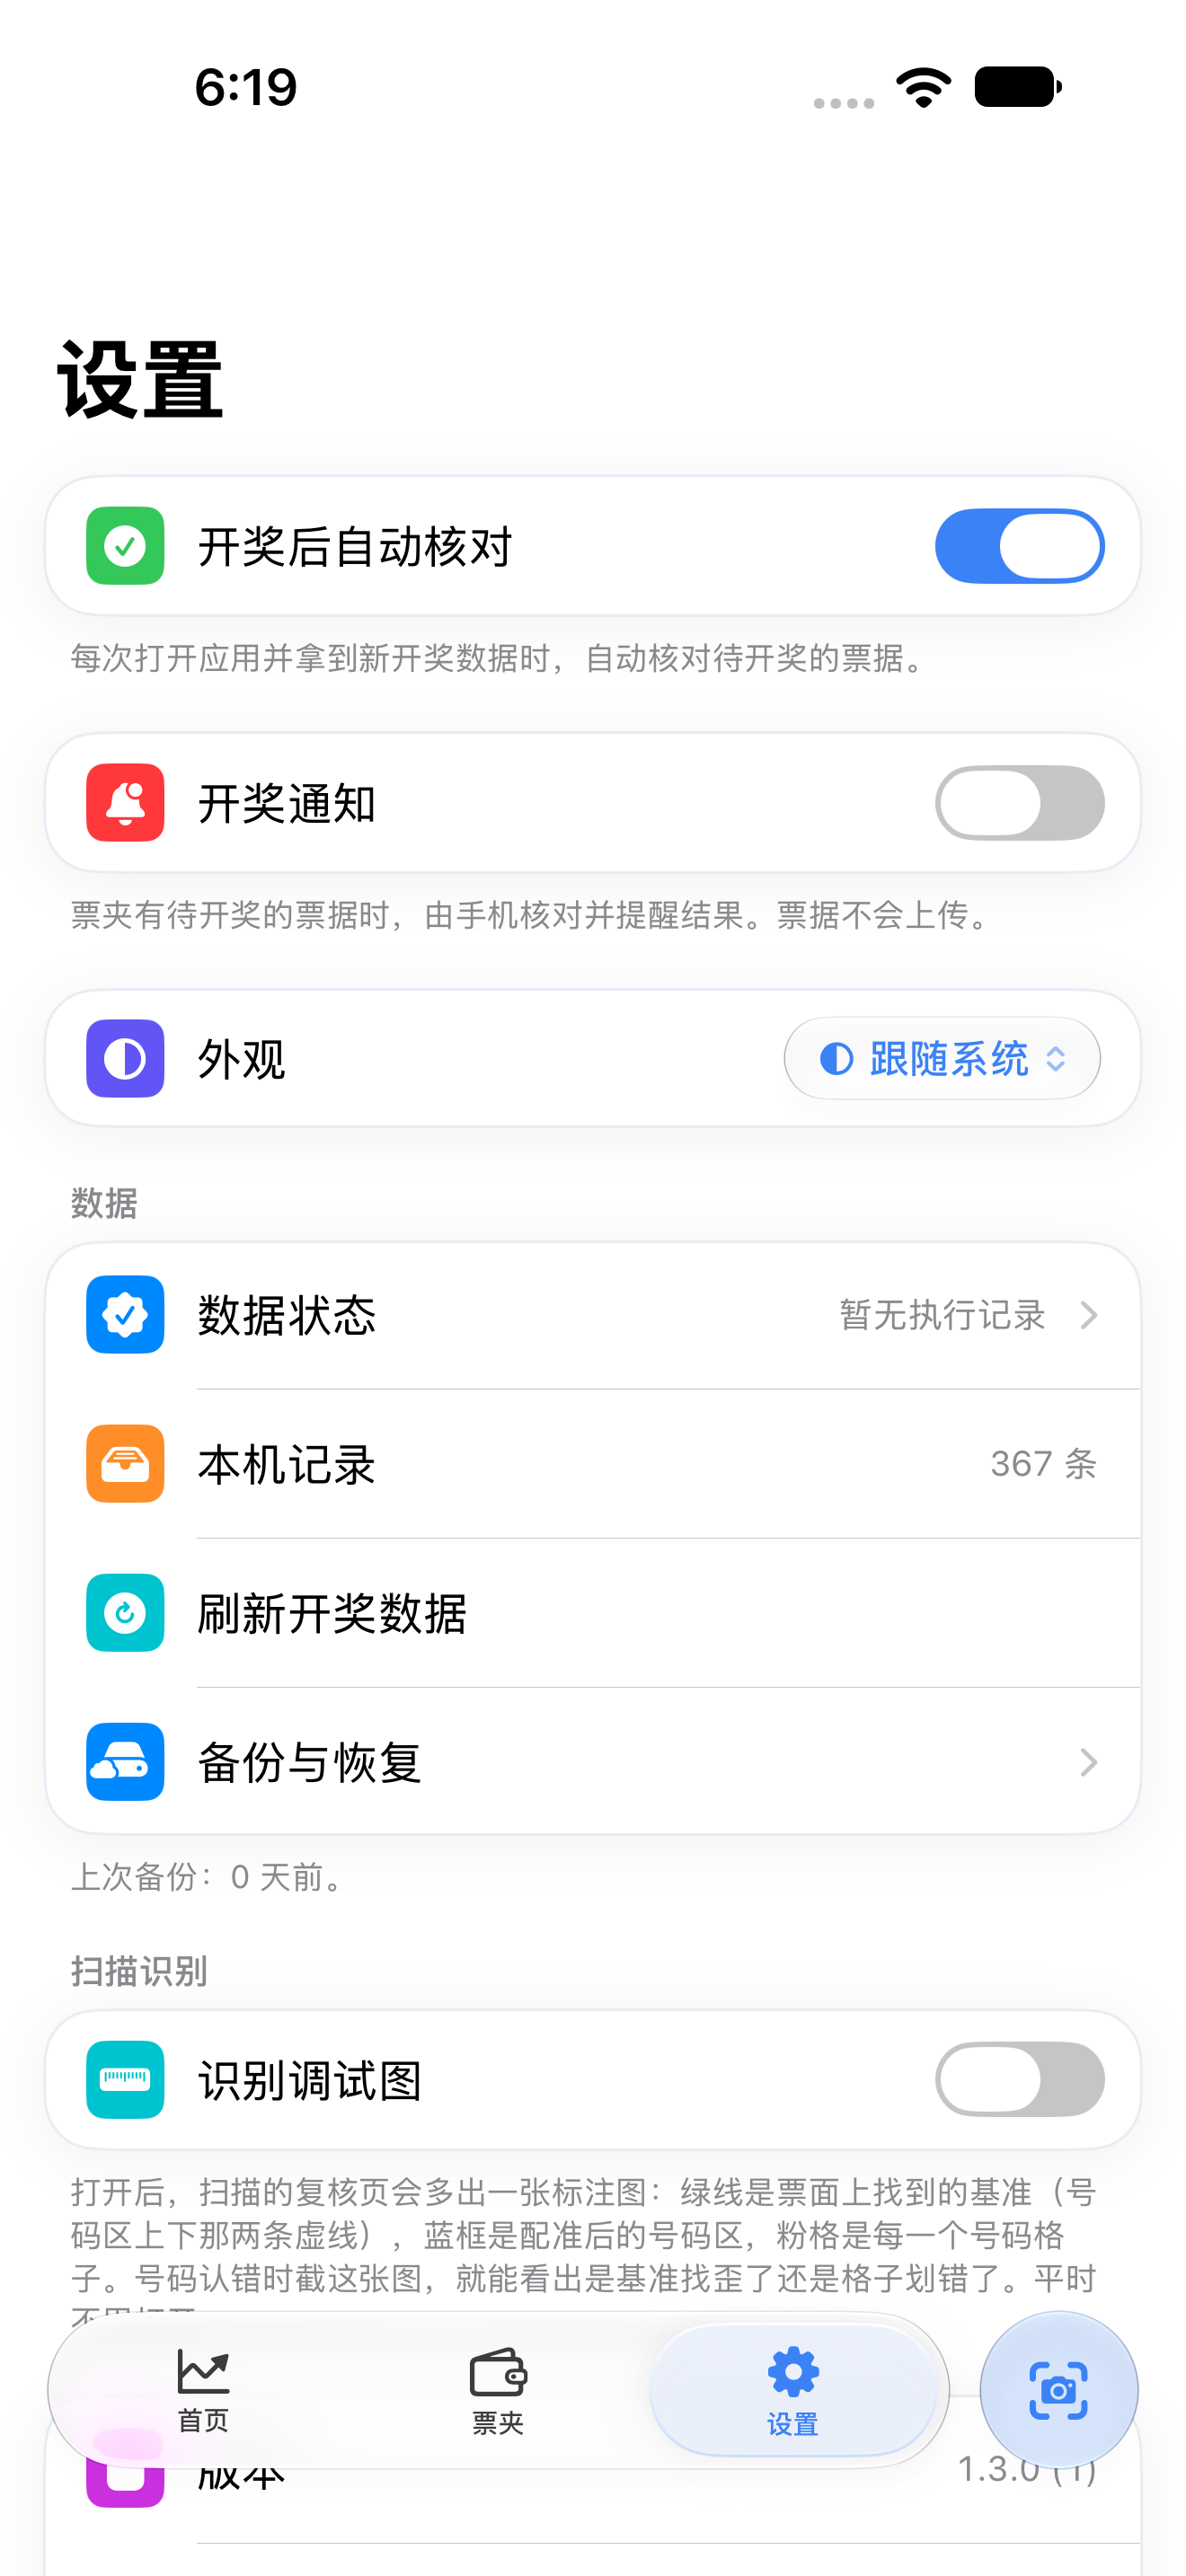 6:19
设置
开奖后自动核对
每次打开应用并拿到新开奖数据时，自动核对待开奖的票据。
开奖通知
票夹有待开奖的票据时，由手机核对并提醒结果。票据不会上传。
外观
跟随系统
数据
数据状态
暂无执行记录
本机记录
367 条
刷新开奖数据
备份与恢复
上次备份：0 天前。
扫描识别
识别调试图
打开后，扫描的复核页会多出一张标注图：绿线是票面上找到的基准（号
码区上下那两条虚线），蓝框是配准后的号码区，粉格是每一个号码格
子。号码认错时截这张图，就能看出是基准找歪了还是格子划错了。平时
首页
票夹
设置
版本
1.3.0 (1)